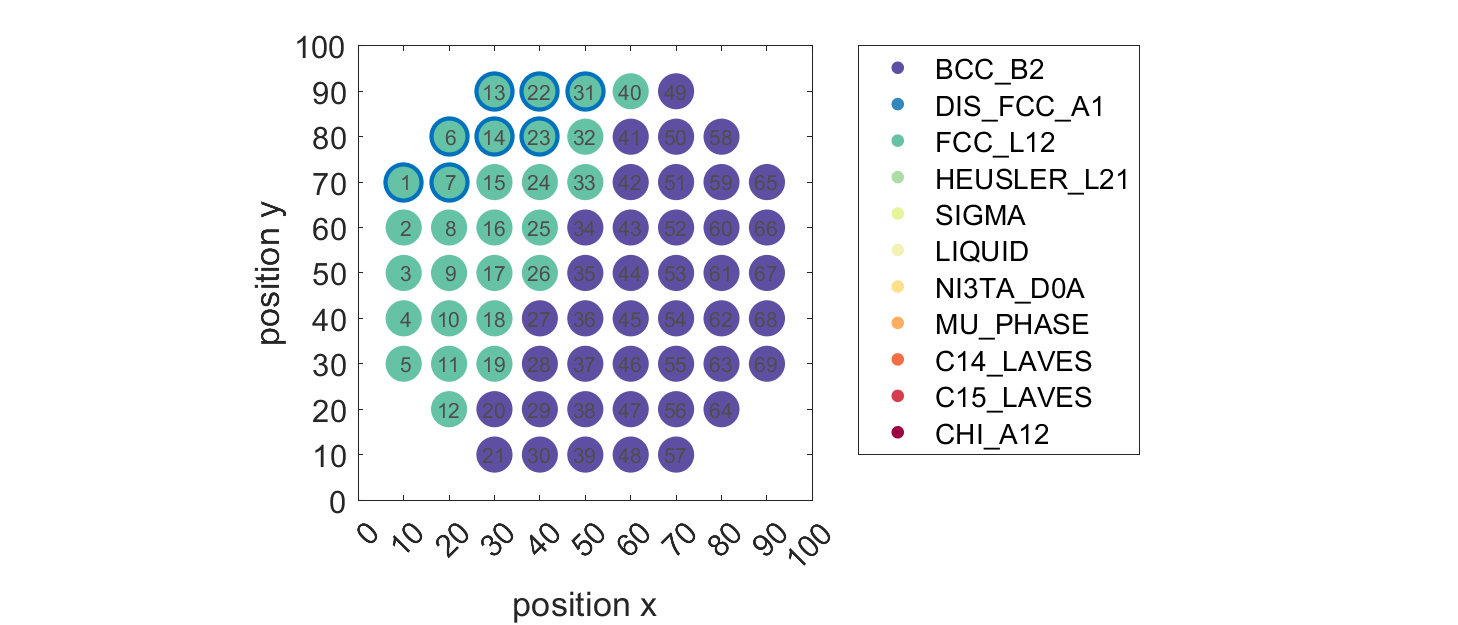 100
90
80
70
60
50
40
30
20
10
0
position y
13 22 31 40 49
6 14 23 32 41 50 58
1 7 15 24 33 42 51 59 65
2 8 16 25 34 43 52 60 66
3 9 17 26 35 44 53 61 67
4 10 18 27 36 45 54 62 68
5 11 19 28 37 46 55 63 69
12 20 29 38 47 56 64
21 30 39 48 57
0 10 20 30 40 50 60 70 80 90 100
position x
BCC_B2
DIS_FCC_A1
FCC_L12
HEUSLER_L21
SIGMA
LIQUID
NI3TA_D0A
MU_PHASE
C14_LAVES
C15_LAVES
CHI_A12